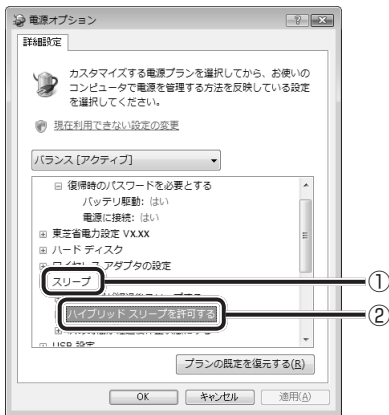 電源オプション
詳細設定
カスタマイズする電源プランを選択してから、お使いの
コンピュータで電源を管理する方法を反映している設定
を選択してください。
現在利用できない設定の変更
バランス [アクティブ]
復帰時のパスワードを必要とする
バッテリ駆動: はい
電源に接続: はい
東芝省電力設定 VX.XX
ハード ディスク
ワイヤレス アダプタの設定
スリープ
①
ハイブリッド スリープを許可する
②
USB 設定
プランの既定を復元する(R)
OK
キャンセル
適用(A)